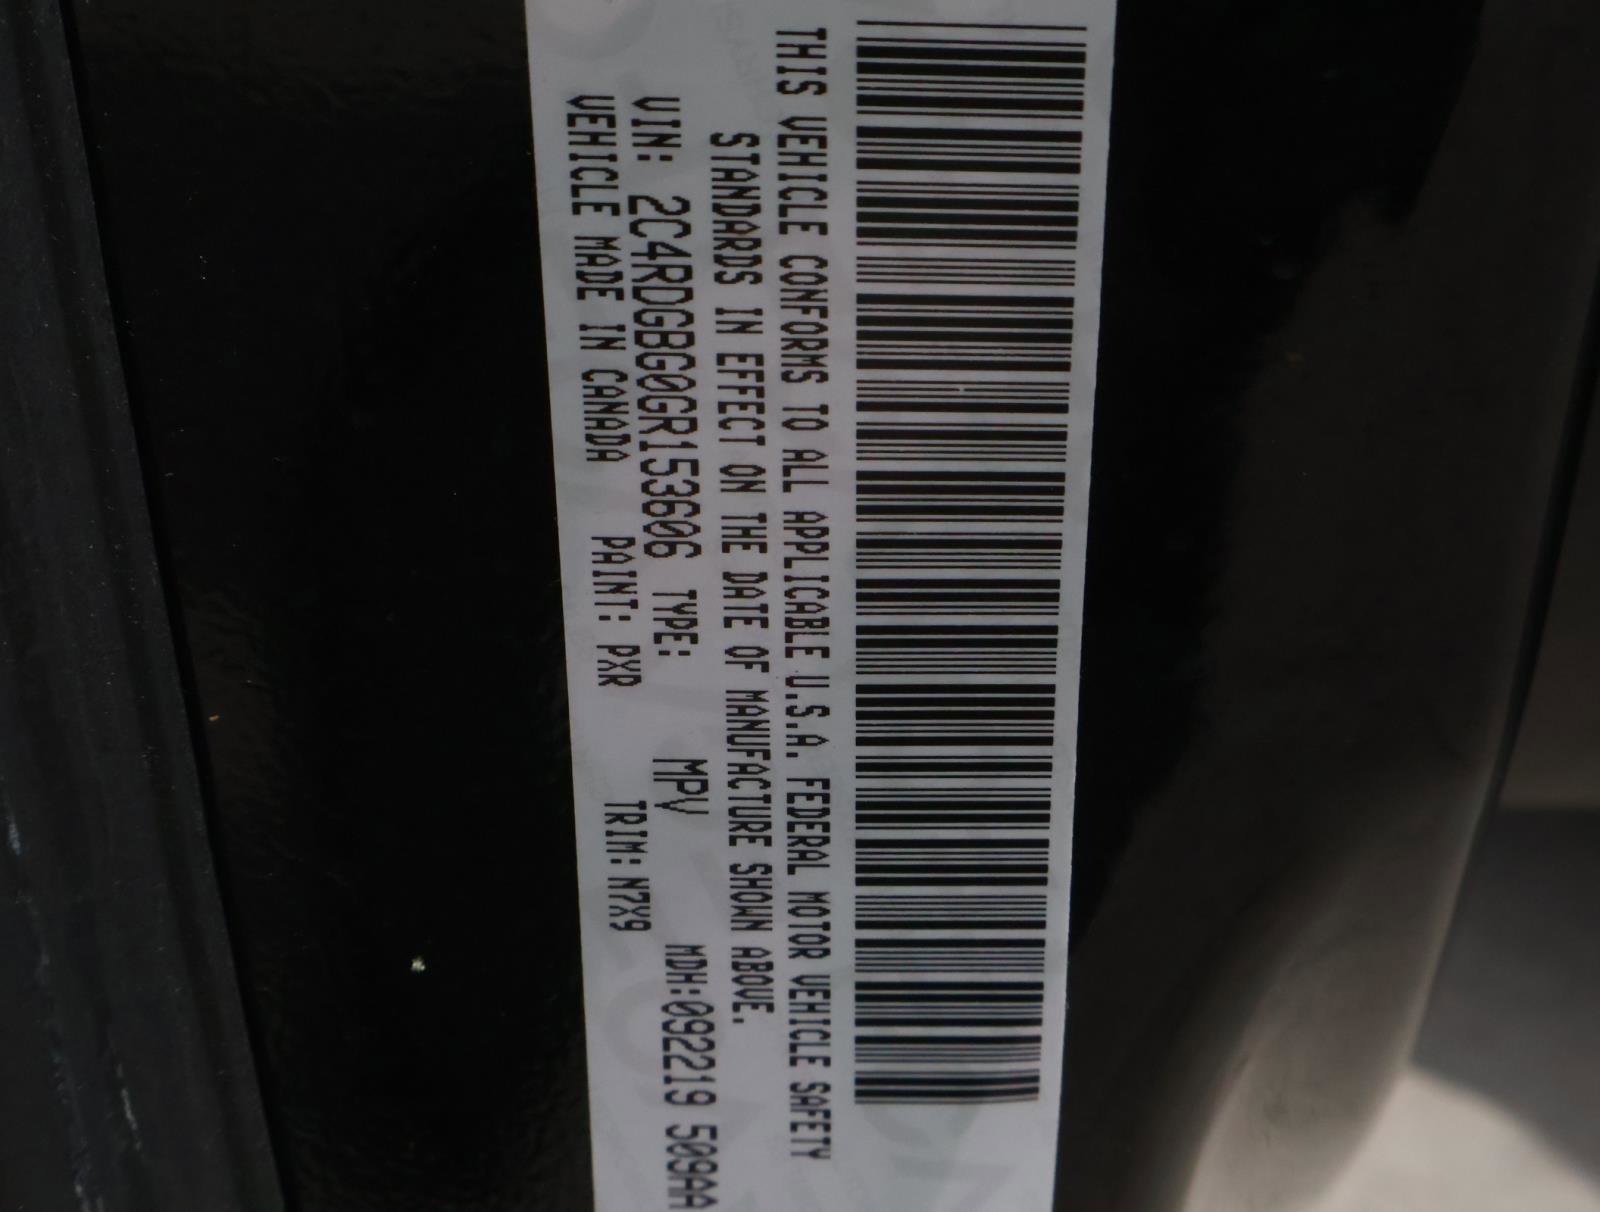 THIS VEHICLE CONFORMS TO ALL APPLICABLE U.S.A. FEDERAL MOTOR VEHICLE SAFETY
STANDARDS IN EFFECT ON THE DATE OF MANUFACTURE SHOWN ABOVE.
VIN: 2C4RDGBG0GR153606 TYPE: MPV MDH:092219 509AA
VEHICLE MADE IN CANADA PAINT: PXR TRIM: N7X9